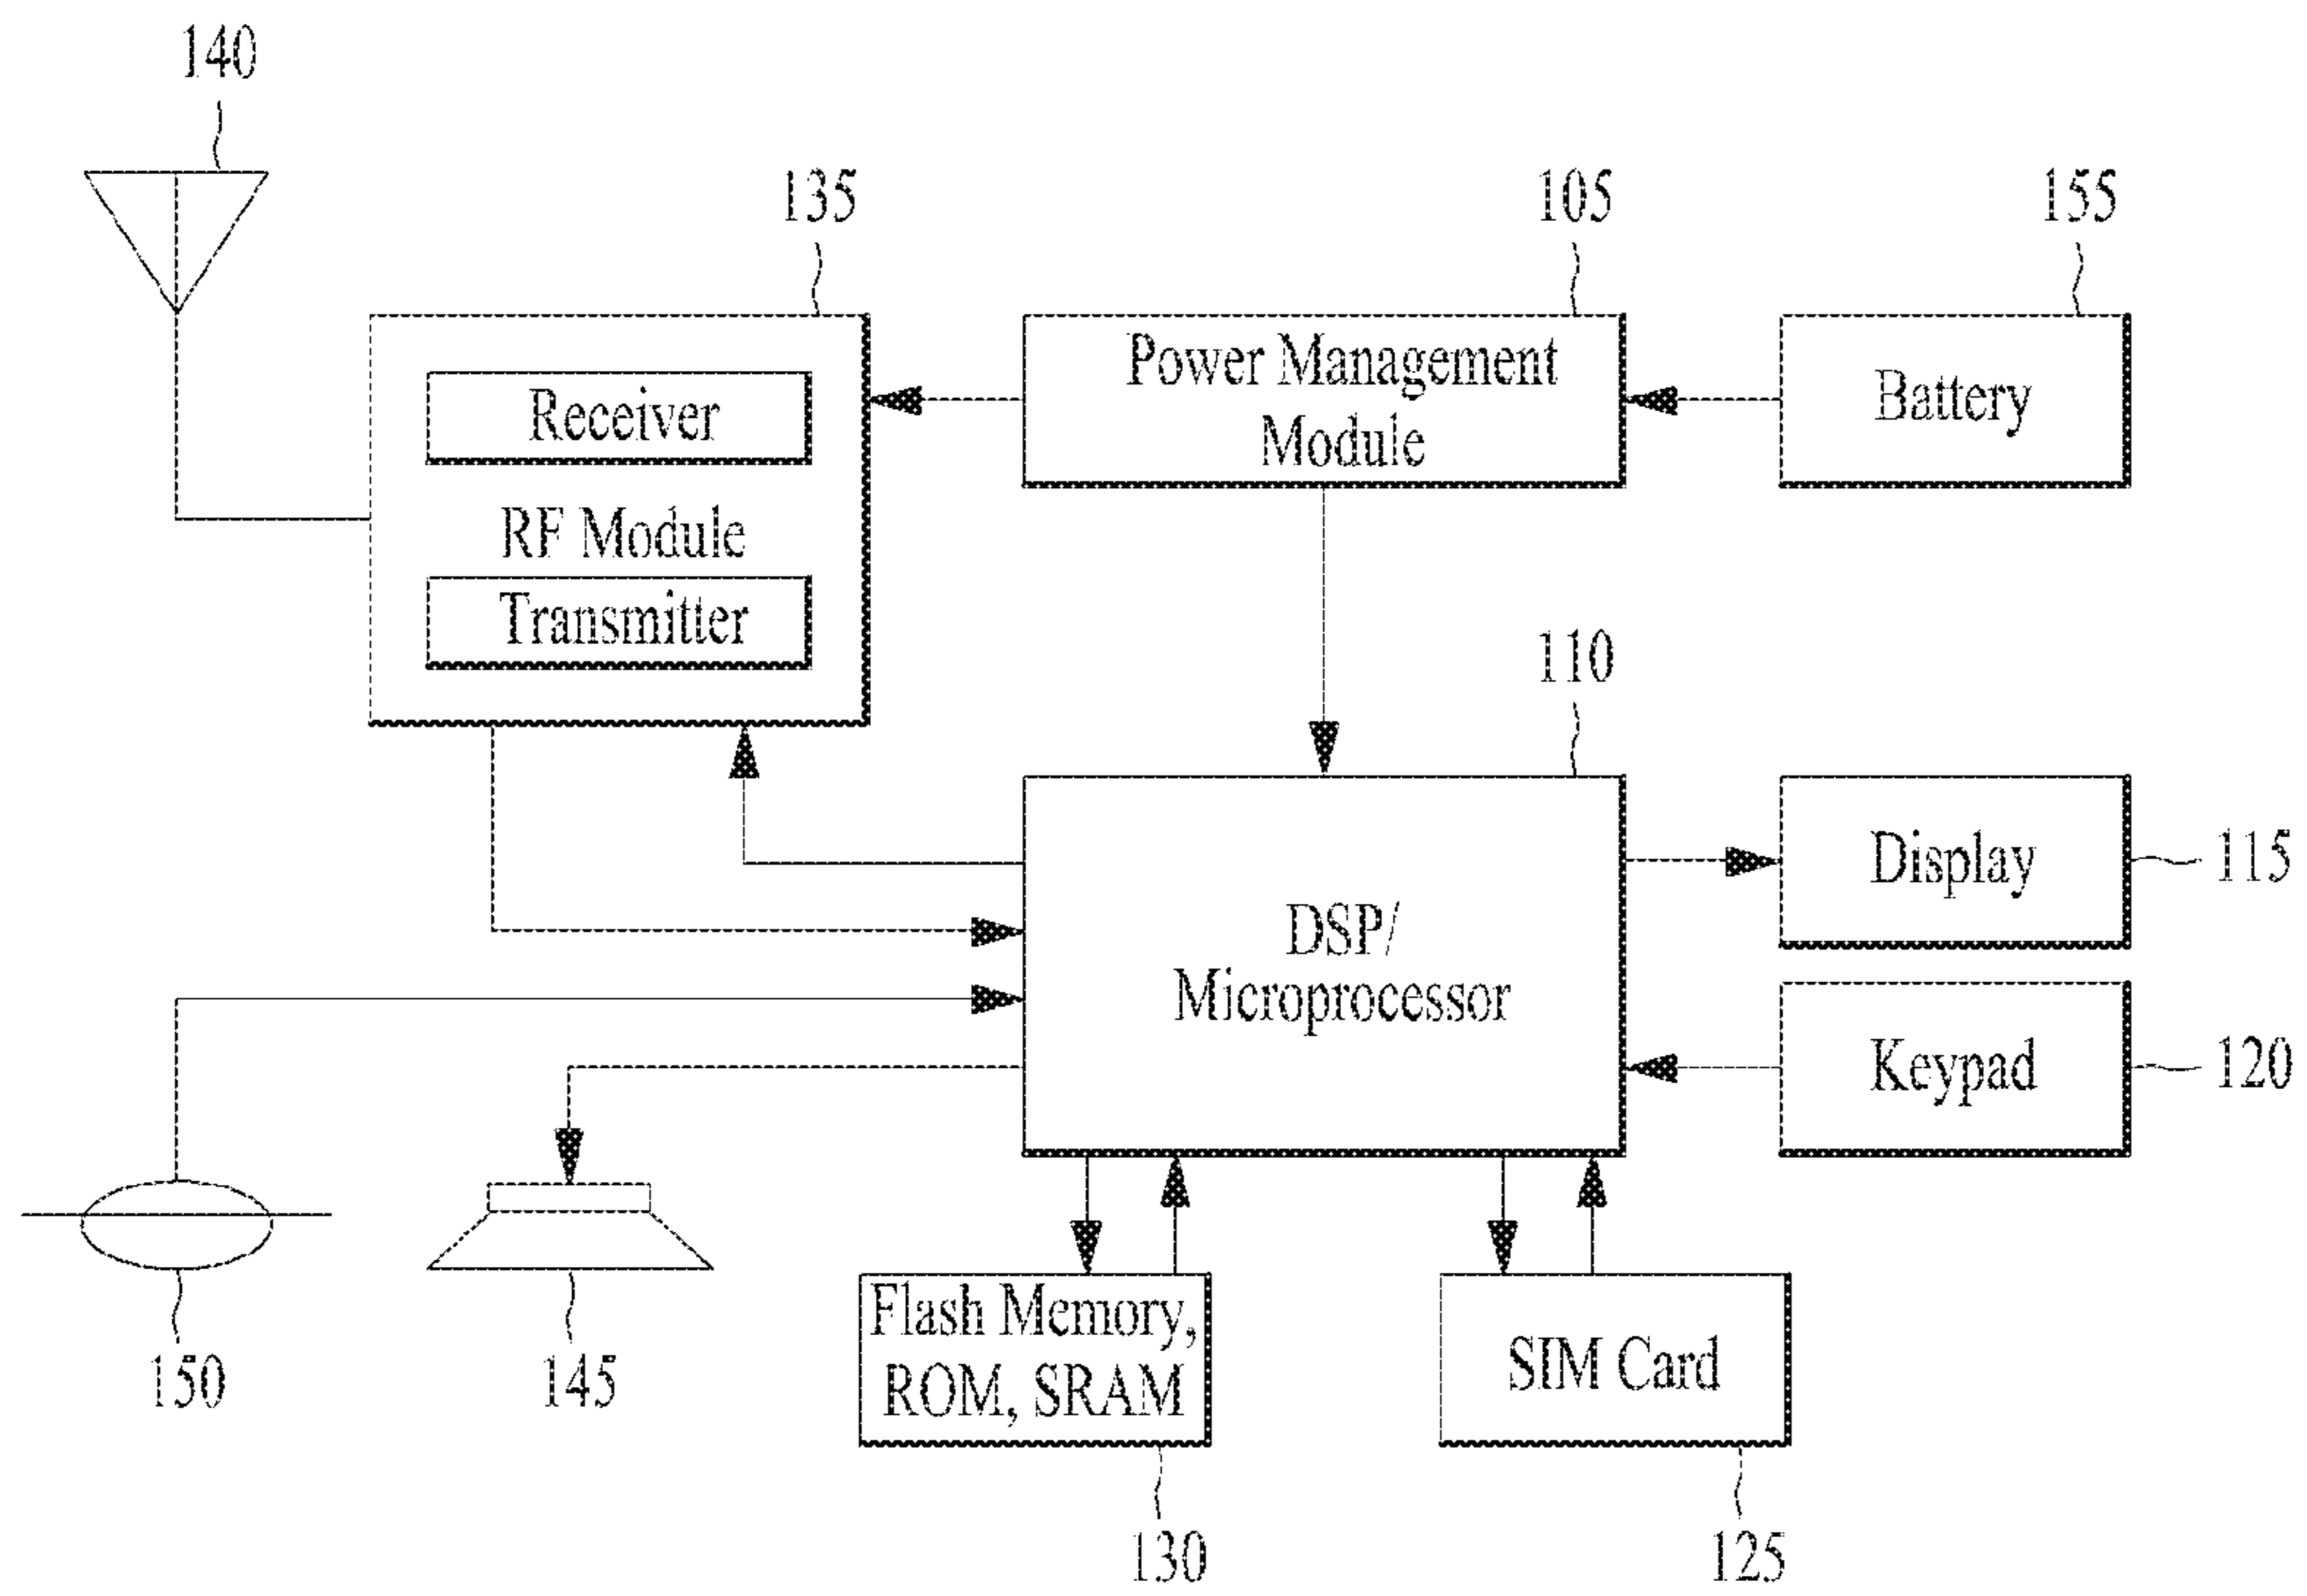 140
135
105
155
Receiver
RF Module
Transmitter
Power Management
Module
Battery
110
DSP/
Microprocessor
Display
115
Keypad
120
150
145
Flash Memory,
ROM, SRAM
SIM Card
130
125